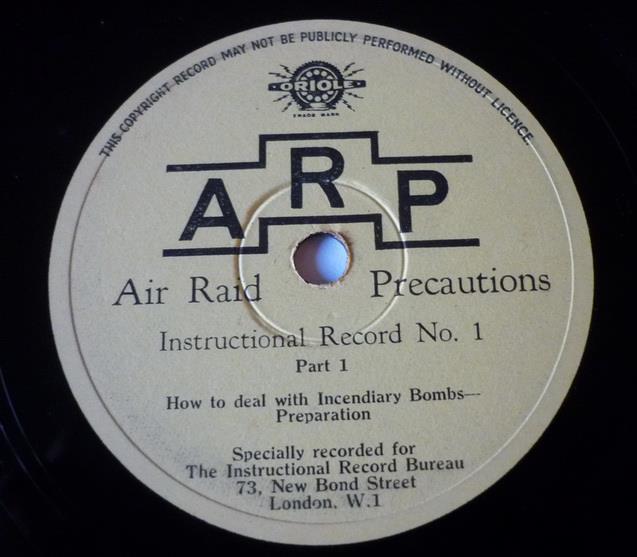 THIS COPYRIGHT RECORD MAY NOT BE PUBLICLY PERFORMED WITHOUT LICENCE.
ORIOLE
TRADE MARK
ARP
Air Raid Precautions
Instructional Record No. 1
Part 1
How to deal with Incendiary Bombs—
Preparation
Specially recorded for
The Instructional Record Bureau
73, New Bond Street
London, W.1